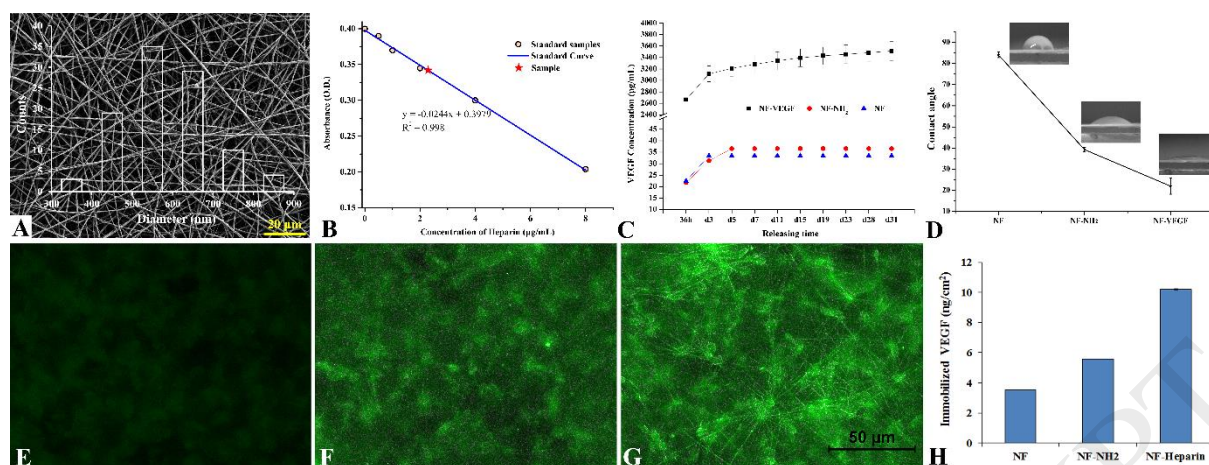 40
35
30
25
20
15
10
5
0
Counts
300 400 500 600 700 800 900
Diameter (nm)
20 μm
A
0.40
0.35
0.30
0.25
0.20
0.15
Absorbance (O.D.)
Standard samples
Standard Curve
Sample
y = -0.0244x + 0.3979
R² = 0.998
0 2 4 6 8
Concentration of Heparin (μg/mL)
B
4000
3800
3600
3400
3200
3000
2800
2600
2400
45
40
35
30
25
20
15
10
VEGF Concentration (pg/mL)
NF-VEGF NF-NH₂ NF
36h d3 d5 d7 d11 d15 d19 d23 d28 d31
Releasing time
C
90
80
70
60
50
40
30
20
10
Contact angle
NF NF-NH₂ NF-VEGF
D
E
F
50 μm
G
12
10
8
6
4
2
0
Immobilized VEGF (ng/cm²)
NF NF-NH2 NF-Heparin
H